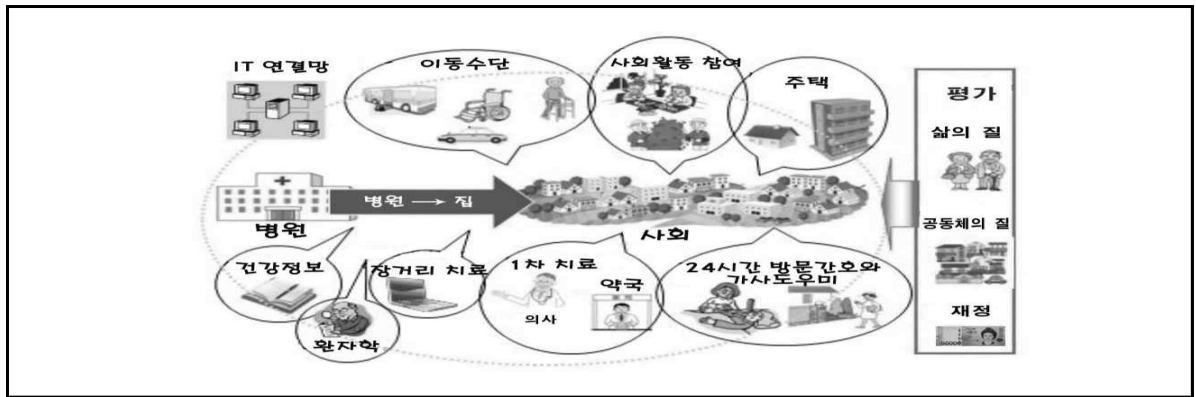 IT 연결망
이동수단
사회활동 참여
주택
병원 → 집
병원
사회
건강정보
장거리 치료
환자학
1차 치료
의사
약국
24시간 방문간호와
가사도우미
평가
삶의 질
공동체의 질
재정